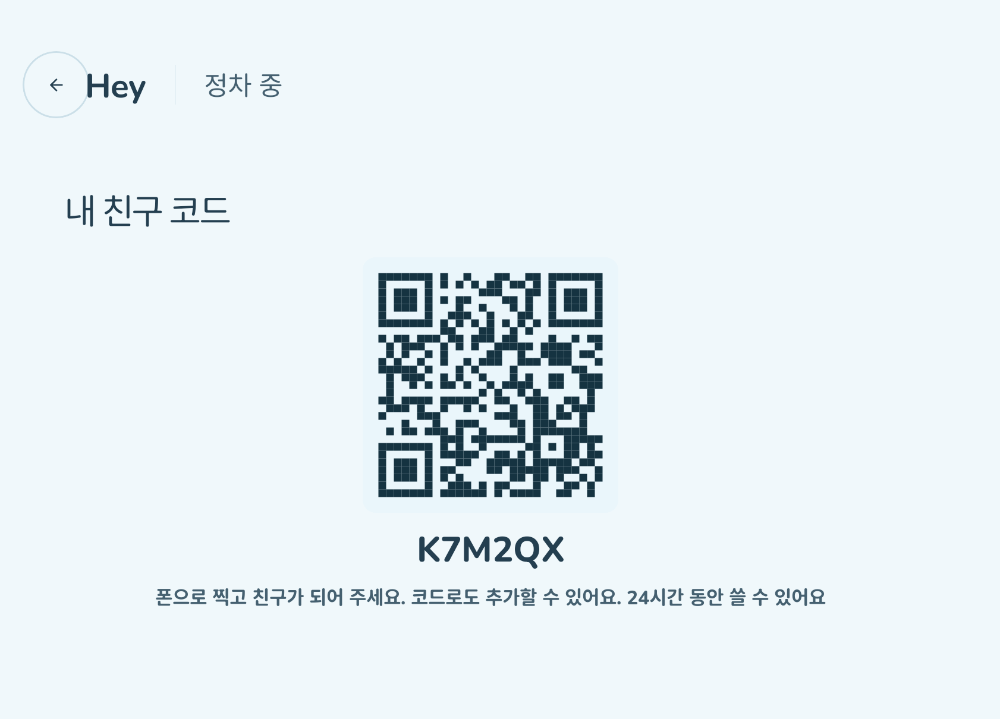 Hey
정차 중
내 친구 코드
K7M2QX
폰으로 찍고 친구가 되어 주세요. 코드로도 추가할 수 있어요. 24시간 동안 쓸 수 있어요